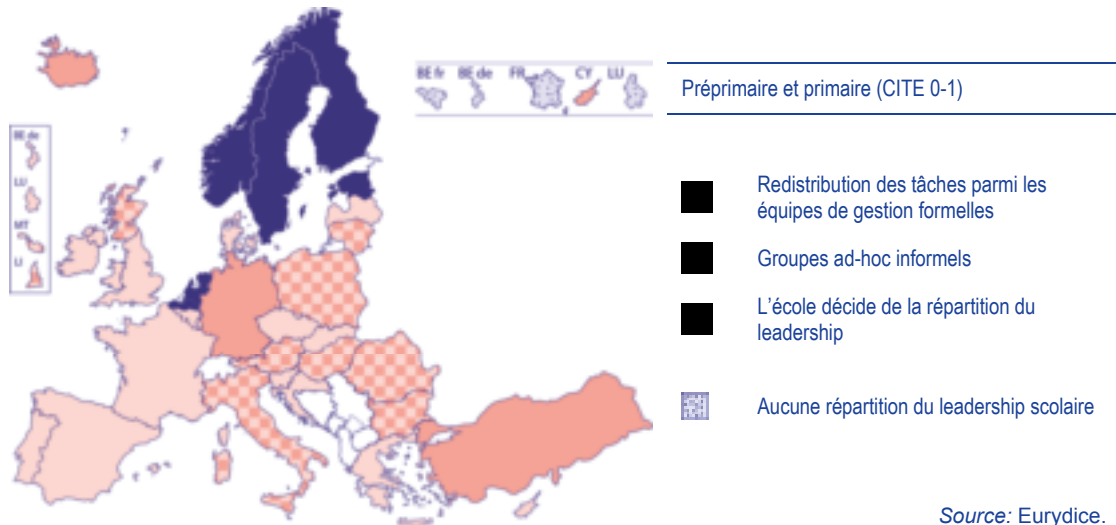 BE fr BE de FR CY LU
Préprimaire et primaire (CITE 0-1)
BE de
LU
MT
LI
Redistribution des tâches parmi les
équipes de gestion formelles
Groupes ad-hoc informels
L'école décide de la répartition du
leadership
Aucune répartition du leadership scolaire
Source: Eurydice.